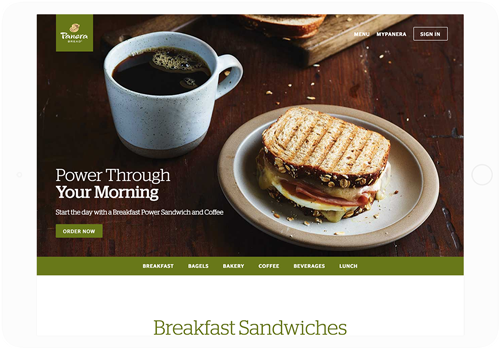 Panera
BREAD
MENU MYPANERA SIGN IN
Power Through
Your Morning
Start the day with a Breakfast Power Sandwich and Coffee
ORDER NOW
BREAKFAST BAGELS BAKERY COFFEE BEVERAGES LUNCH
Breakfast Sandwiches